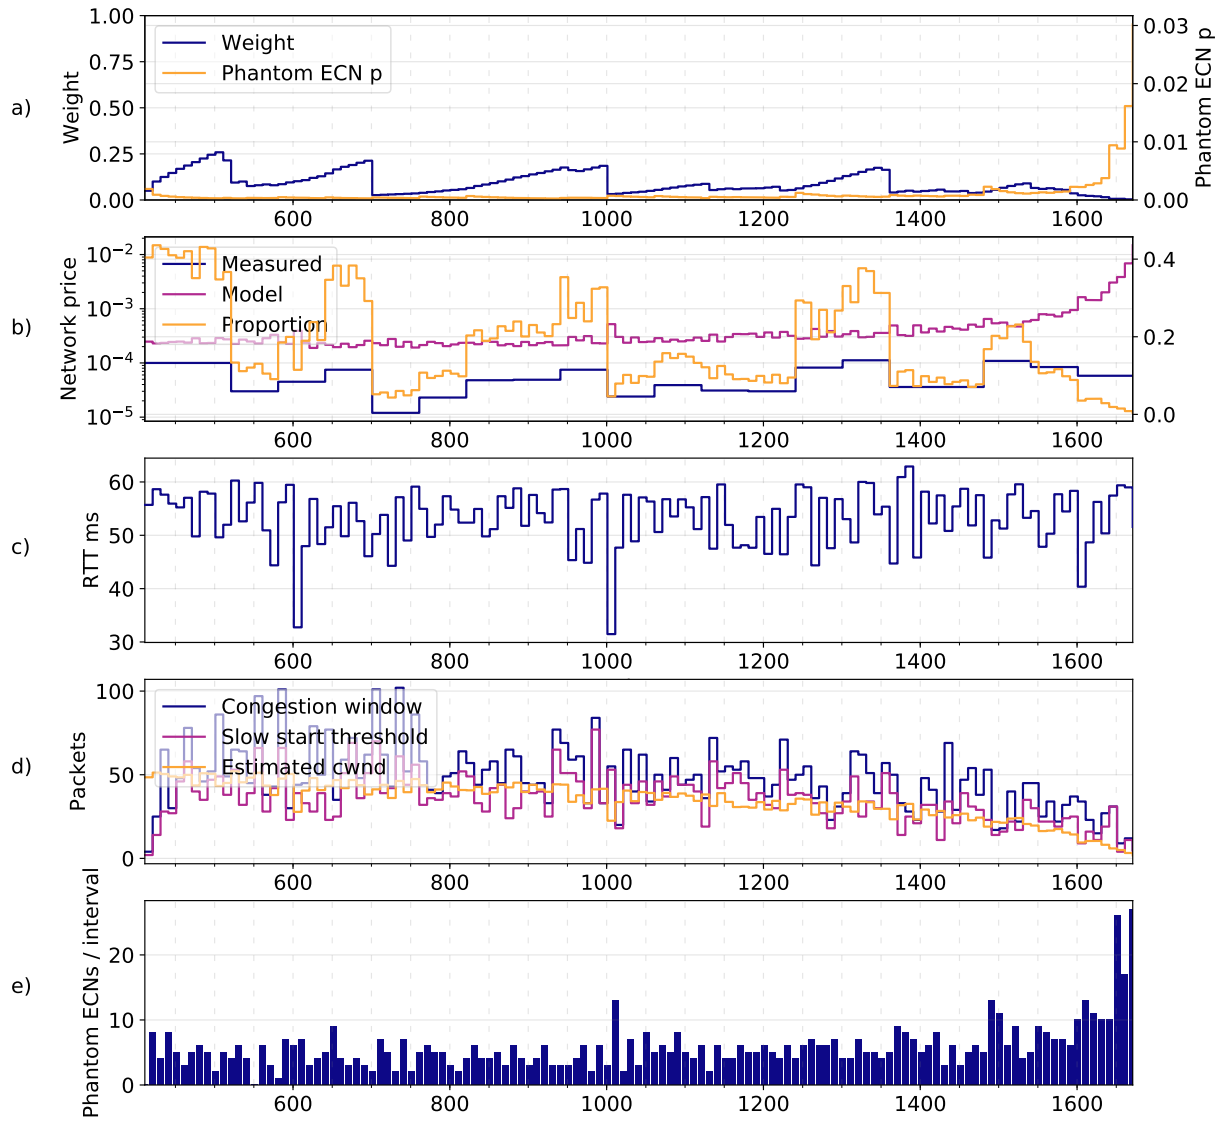 a)
Weight
1.00
0.75
0.50
0.25
0.00
Weight
Phantom ECN p
0.03
0.02
0.01
0.00
Phantom ECN p
600 800 1000 1200 1400 1600
b)
Network price
10⁻²
10⁻³
10⁻⁴
10⁻⁵
Measured
Model
Proportion
0.4
0.2
0.0
600 800 1000 1200 1400 1600
c)
RTT ms
60
50
40
30
600 800 1000 1200 1400 1600
d)
Packets
100
50
0
Congestion window
Slow start threshold
Estimated cwnd
600 800 1000 1200 1400 1600
e)
Phantom ECNs / interval
20
10
0
600 800 1000 1200 1400 1600